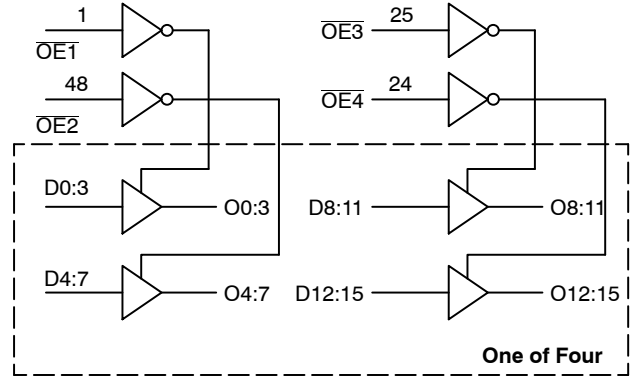 1
OE1
48
OE2
25
OE3
24
OE4
D0:3
O0:3
D4:7
O4:7
D8:11
O8:11
D12:15
O12:15
One of Four